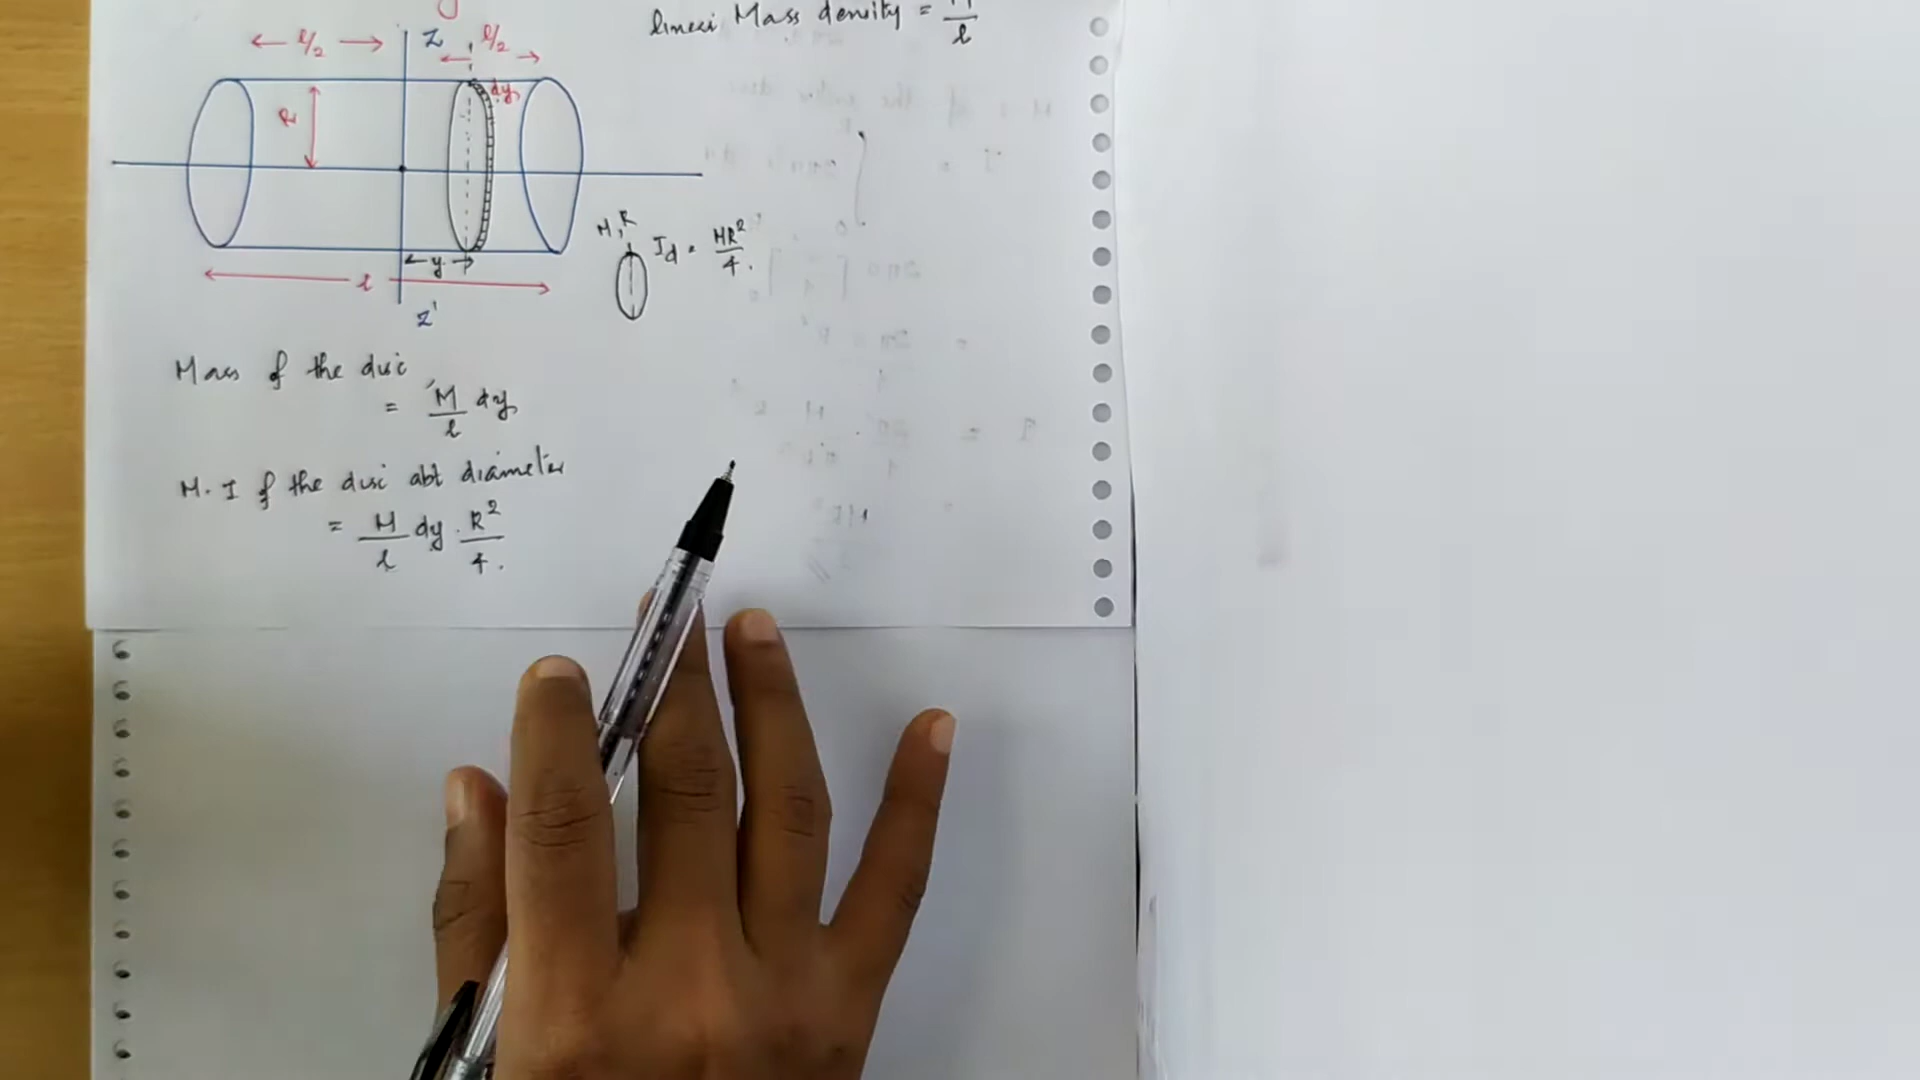 linear Mass density = M/l
l/2
Z
l/2
dy
R
y
l
Z'
M, R
I_d = MR²/4.
Mass of the disc
= M/l dy
M. I of the disc abt diameter
= M/l dy . R²/4.